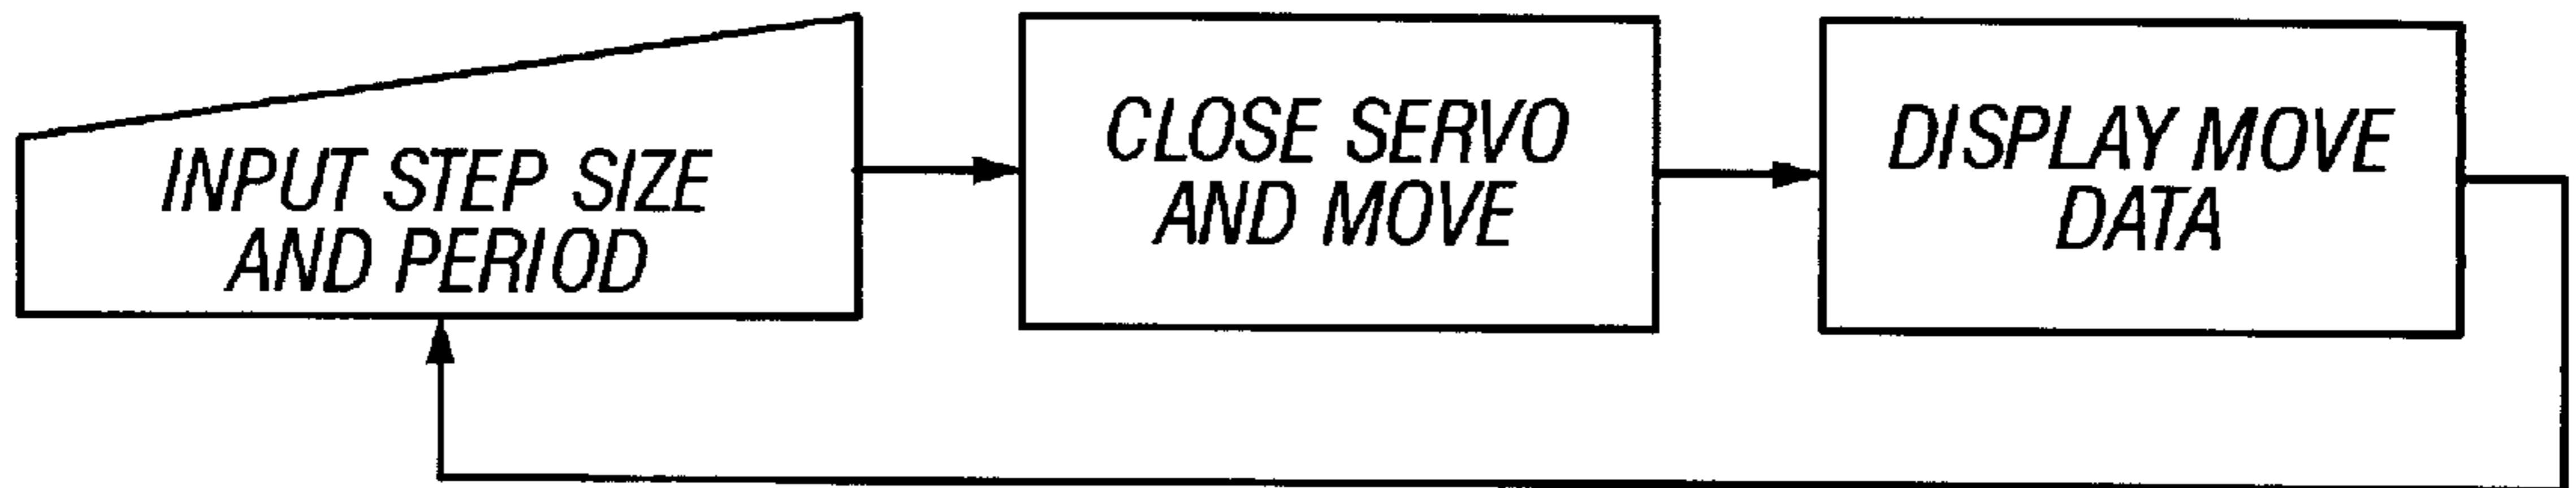 INPUT STEP SIZE
AND PERIOD
CLOSE SERVO
AND MOVE
DISPLAY MOVE
DATA